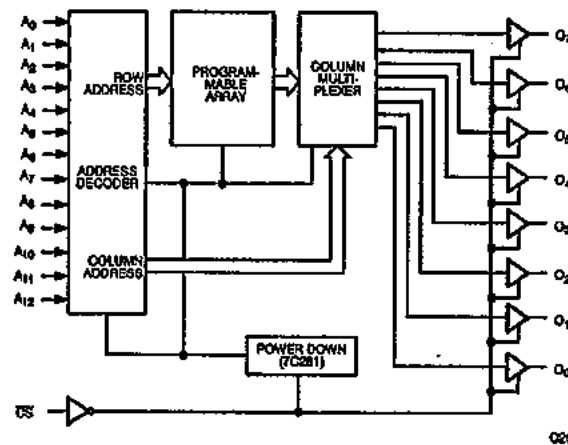 A0
A1
A2
A3
A4
A5
A6
A7
A8
A9
A10
A11
A12
ROW
ADDRESS
ADDRESS
DECODER
COLUMN
ADDRESS
PROGRAM-
MABLE
ARRAY
COLUMN
MULTI-
PLEXER
POWER DOWN
(7C261)
CS
O7
O6
O5
O4
O3
O2
O1
O0